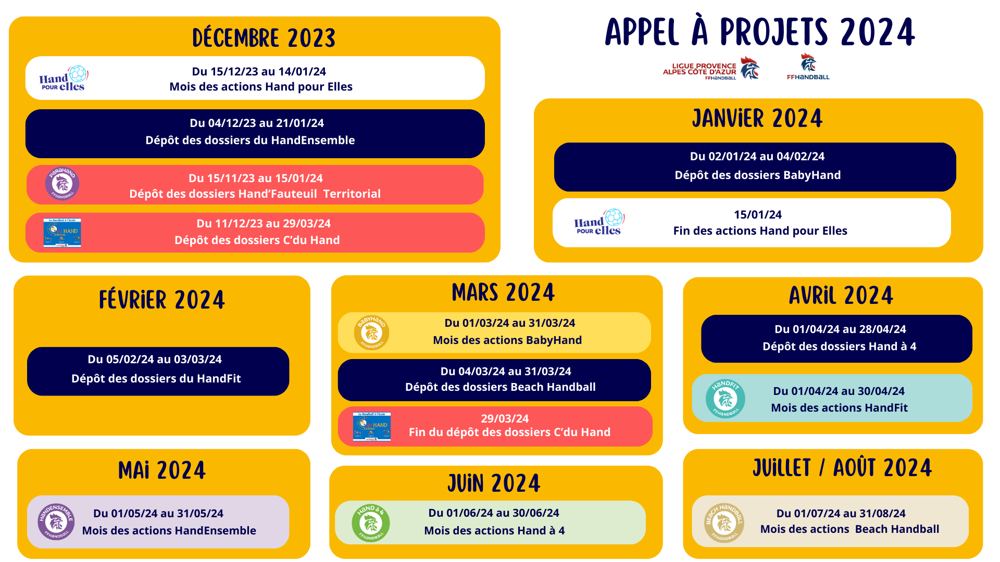 DÉCEMBRE 2023
Hand
POUR elles
Du 15/12/23 au 14/01/24
Mois des actions Hand pour Elles
Du 04/12/23 au 21/01/24
Dépôt des dossiers du HandEnsemble
PARAHAND
FFHANDBALL
Du 15/11/23 au 15/01/24
Dépôt des dossiers Hand’Fauteuil Territorial
Le Handball à l'école
HAND
Du 11/12/23 au 29/03/24
Dépôt des dossiers C’du Hand
APPEL À PROJETS 2024
LIGUE PROVENCE
ALPES CÔTE D'AZUR
FFHANDBALL
FFHANDBALL
JANVIER 2024
Du 02/01/24 au 04/02/24
Dépôt des dossiers BabyHand
Hand
POUR elles
15/01/24
Fin des actions Hand pour Elles
FÉVRIER 2024
Du 05/02/24 au 03/03/24
Dépôt des dossiers du HandFit
MARS 2024
BABYHAND
FFHANDBALL
Du 01/03/24 au 31/03/24
Mois des actions BabyHand
Du 04/03/24 au 31/03/24
Dépôt des dossiers Beach Handball
Le Handball à l'école
HAND
29/03/24
Fin du dépôt des dossiers C’du Hand
AVRIL 2024
Du 01/04/24 au 28/04/24
Dépôt des dossiers Hand à 4
HANDFIT
FFHANDBALL
Du 01/04/24 au 30/04/24
Mois des actions HandFit
MAI 2024
HANDENSEMBLE
FFHANDBALL
Du 01/05/24 au 31/05/24
Mois des actions HandEnsemble
JUIN 2024
HAND à 4
FFHANDBALL
Du 01/06/24 au 30/06/24
Mois des actions Hand à 4
JUILLET / AOÛT 2024
BEACH HANDBALL
FFHANDBALL
Du 01/07/24 au 31/08/24
Mois des actions Beach Handball